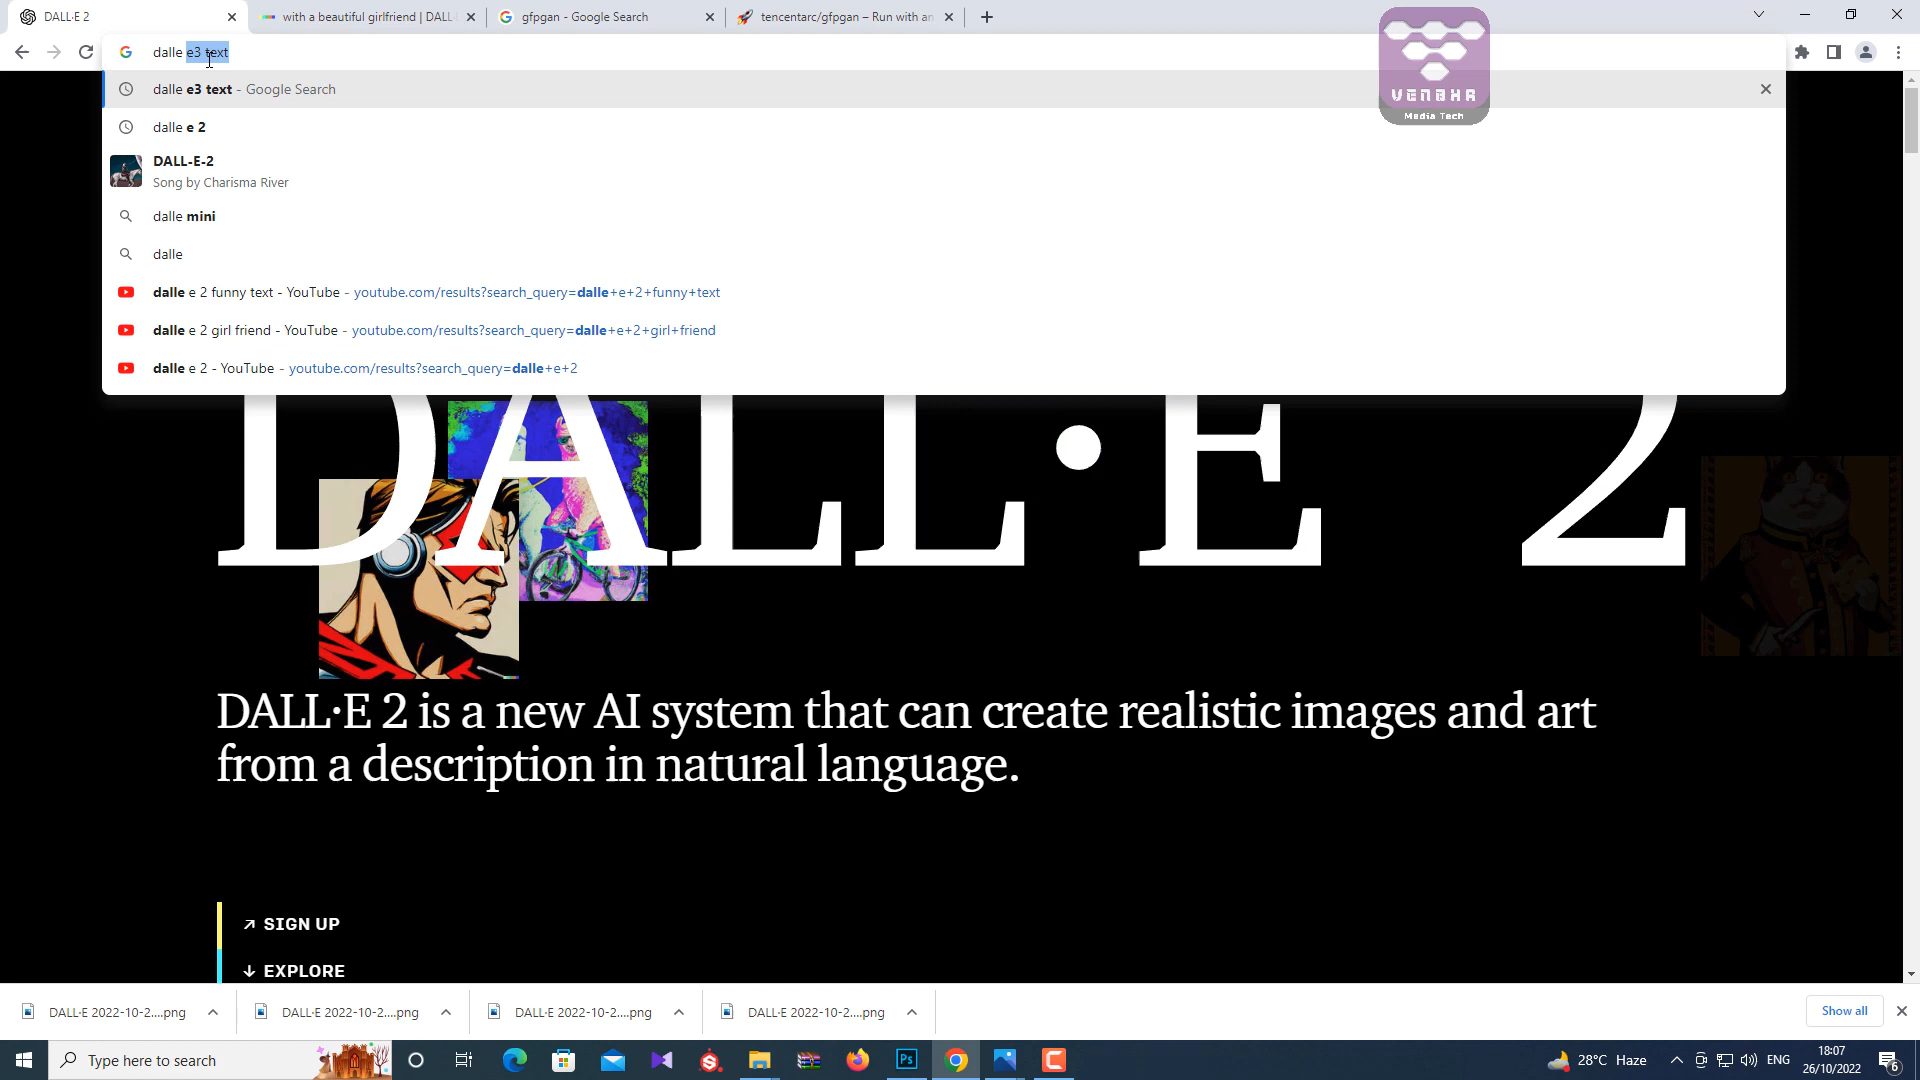 DALL·E 2
with a beautiful girlfriend | DALL·
gfpgan - Google Search
tencentarc/gfpgan – Run with an
dalle e3 text
dalle e3 text - Google Search
dalle e 2
DALL-E-2
Song by Charisma River
dalle mini
dalle
dalle e 2 funny text - YouTube - youtube.com/results?search_query=dalle+e+2+funny+text
dalle e 2 girl friend - YouTube - youtube.com/results?search_query=dalle+e+2+girl+friend
dalle e 2 - YouTube - youtube.com/results?search_query=dalle+e+2
VENBHA
Media Tech
DALL·E 2
DALL·E 2 is a new AI system that can create realistic images and art
from a description in natural language.
SIGN UP
EXPLORE
DALL·E 2022-10-2....png
DALL·E 2022-10-2....png
DALL·E 2022-10-2....png
DALL·E 2022-10-2....png
Show all
Type here to search
Ps
28°C Haze
ENG
18:07
26/10/2022
6